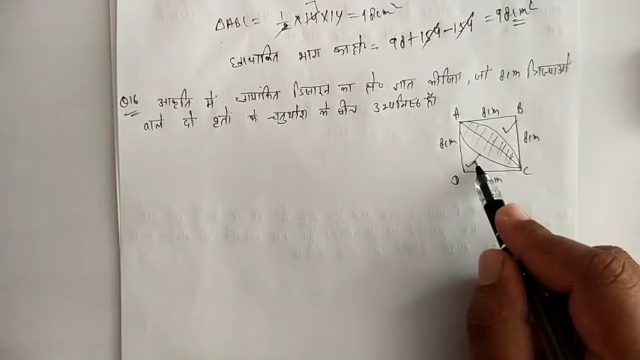 ΔABC = 1/2 × 14 × 14 = 98cm²
छायांकित भाग का क्षे० = 98 + 154 - 154 = 98cm²
Q16 आकृति में छायांकित डिजाइन का क्षे० ज्ञात कीजिए, जो 8cm त्रिज्याओं
वाले दो वृतों के चतुर्थांशों के बीच उभयनिष्ठ है।
A 8cm B
8cm 8cm
D cm C